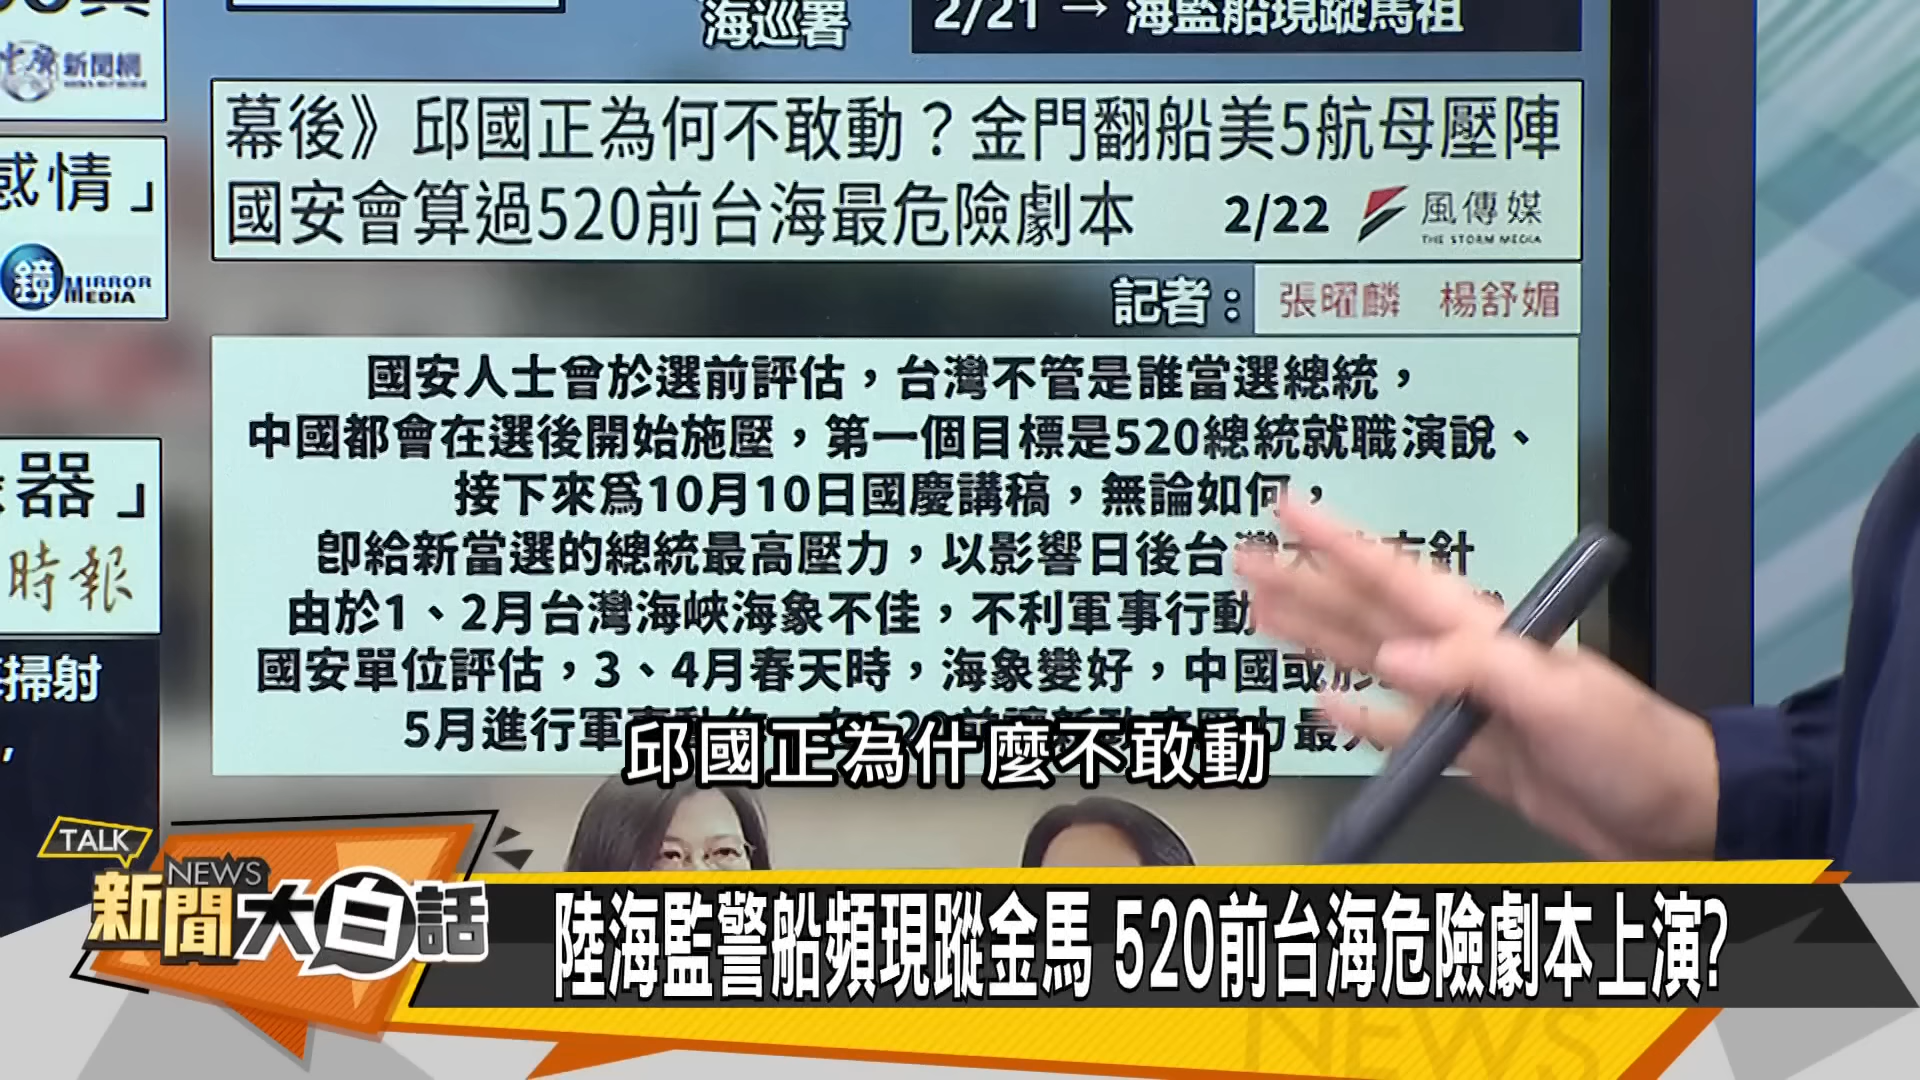 海巡署
2/21 → 海監船現蹤馬祖
新聞網
幕後》邱國正為何不敢動？金門翻船美5航母壓陣
國安會算過520前台海最危險劇本 2/22 風傳媒
THE STORM MEDIA
感情」
鏡 MIRROR MEDIA
記者： 張曜麟 楊舒媚
國安人士曾於選前評估，台灣不管是誰當選總統，
中國都會在選後開始施壓，第一個目標是520總統就職演說、
接下來為10月10日國慶講稿，無論如何，
器」
時報
即給新當選的總統最高壓力，以影響日後台灣
由於1、2月台灣海峽海象不佳，不利軍事行動
掃射
國安單位評估，3、4月春天時，海象變好，中國或於
5月進行軍
邱國正為什麼不敢動
TALK
NEWS
新聞大白話
陸海監警船頻現蹤金馬 520前台海危險劇本上演?
NEWS